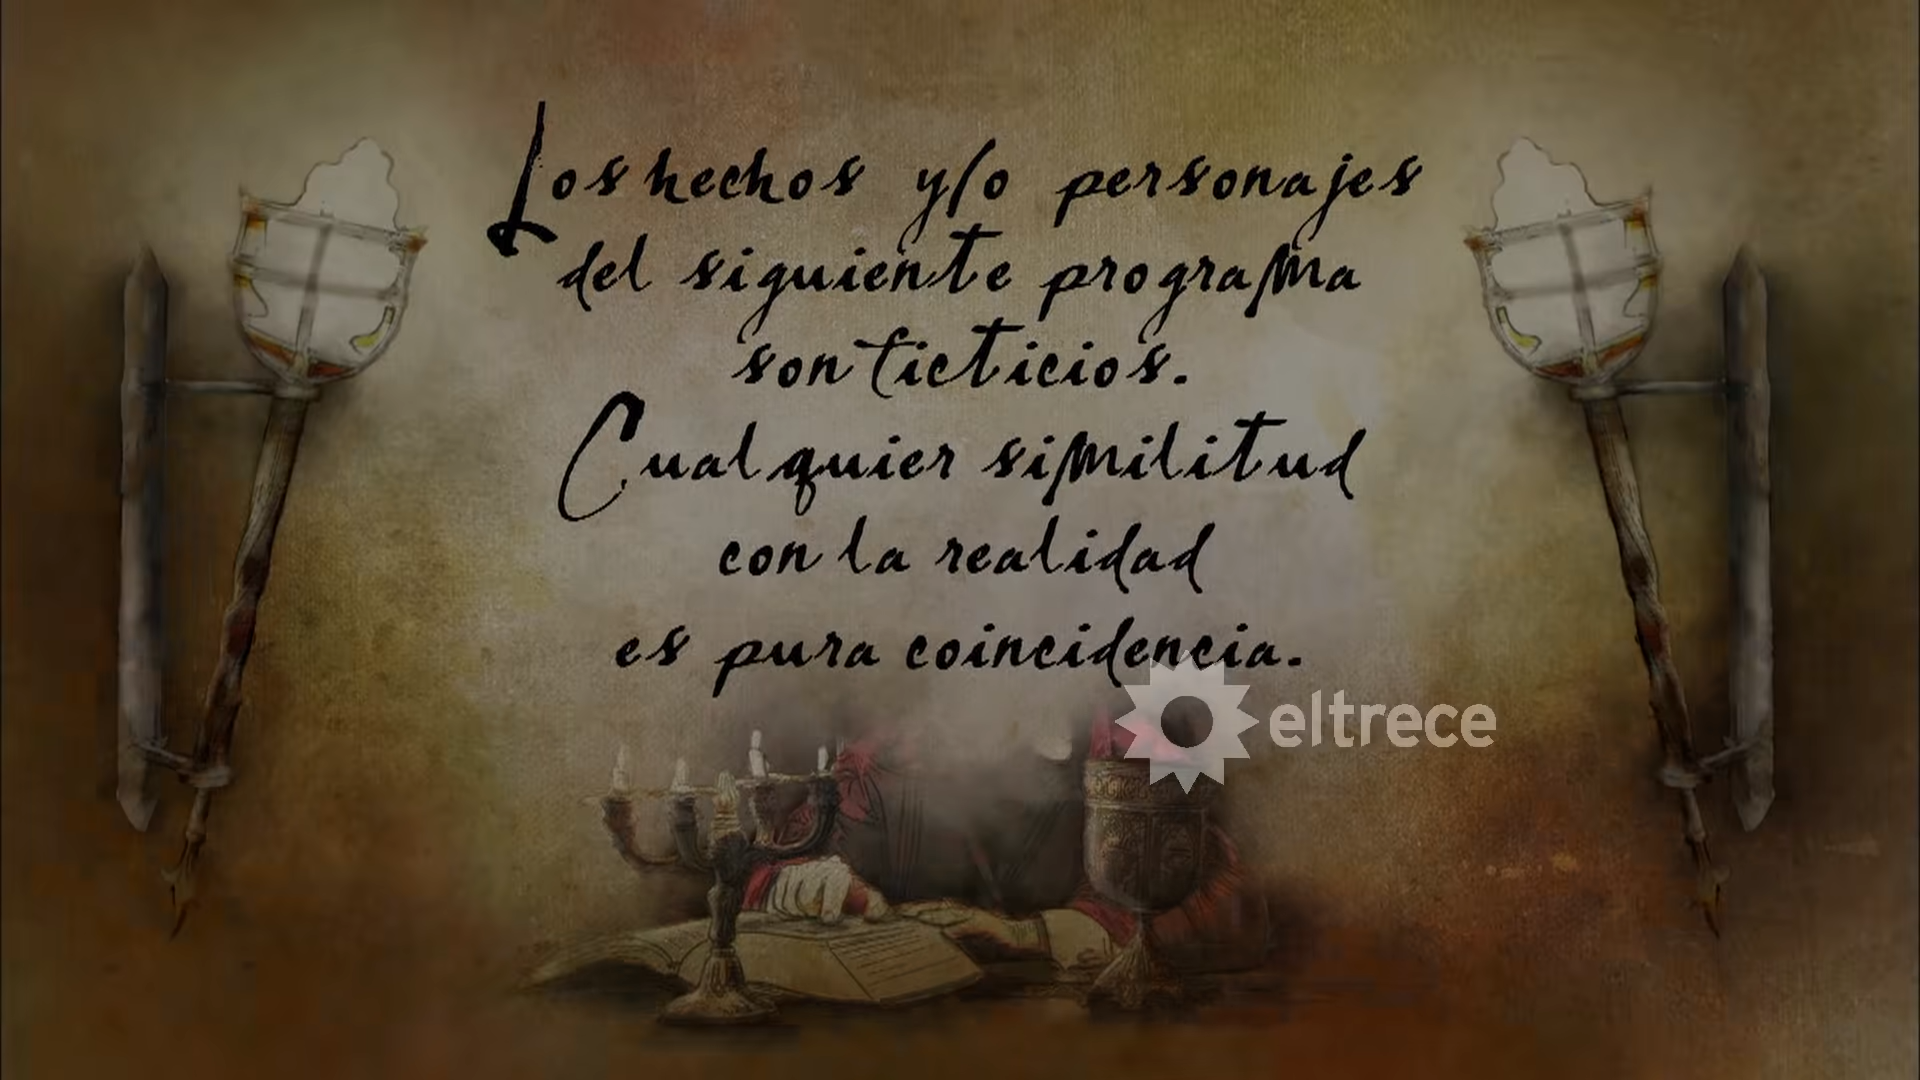 Los hechos y/o personajes
del siguiente programa
son ficticios.
Cualquier similitud
con la realidad
es pura coincidencia.
eltrece